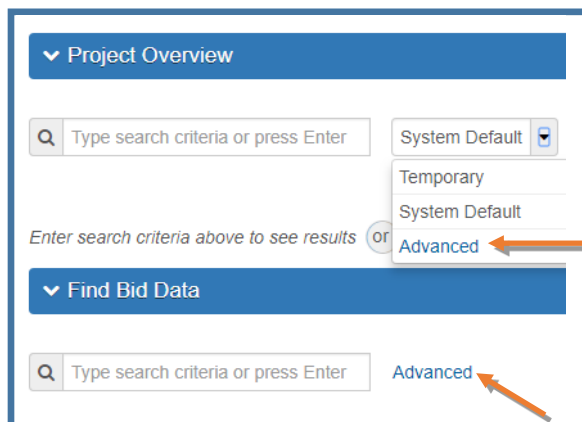 Project Overview
Type search criteria or press Enter
System Default
Temporary
System Default
Enter search criteria above to see results or
Advanced
Find Bid Data
Type search criteria or press Enter
Advanced